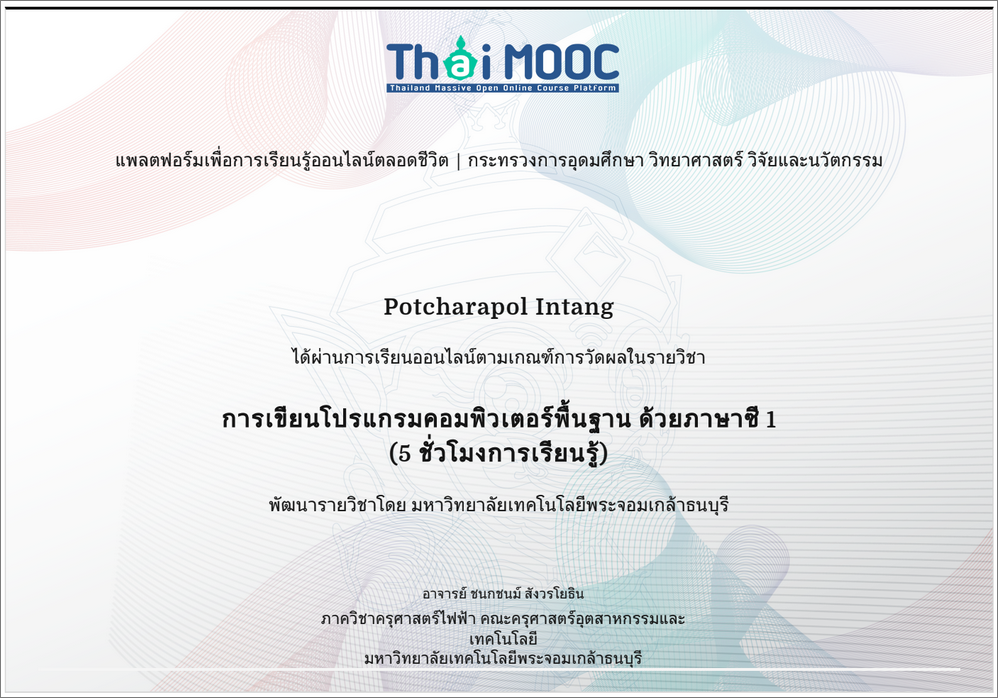 Thai MOOC
Thailand Massive Open Online Course Platform
แพลตฟอร์มเพื่อการเรียนรู้ออนไลน์ตลอดชีวิต | กระทรวงการอุดมศึกษา วิทยาศาสตร์ วิจัยและนวัตกรรม
Potcharapol Intang
ได้ผ่านการเรียนออนไลน์ตามเกณฑ์การวัดผลในรายวิชา
การเขียนโปรแกรมคอมพิวเตอร์พื้นฐาน ด้วยภาษาซี 1
(5 ชั่วโมงการเรียนรู้)
พัฒนารายวิชาโดย มหาวิทยาลัยเทคโนโลยีพระจอมเกล้าธนบุรี
อาจารย์ ชนกชนม์ สังวรโยธิน
ภาควิชาครุศาสตร์ไฟฟ้า คณะครุศาสตร์อุตสาหกรรมและ
เทคโนโลยี
มหาวิทยาลัยเทคโนโลยีพระจอมเกล้าธนบุรี